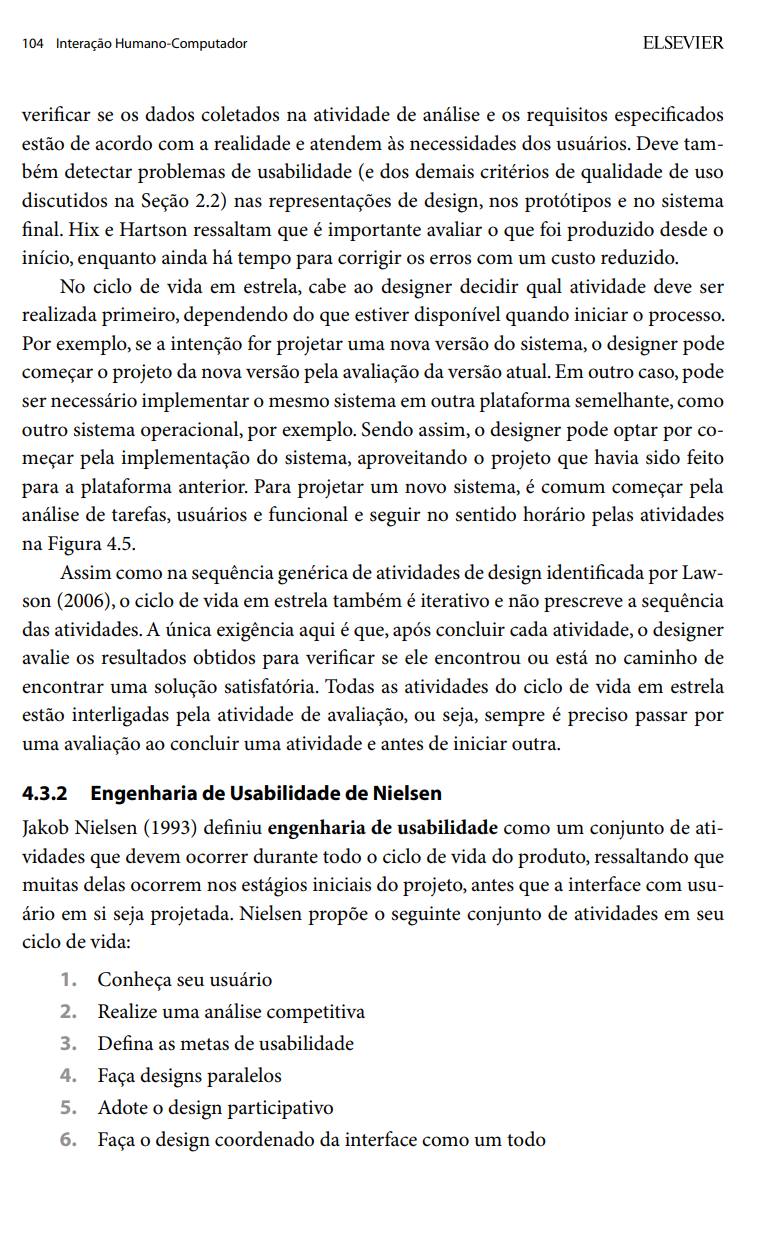 104 Interação Humano-Computador ELSEVIER
verificar se os dados coletados na atividade de análise e os requisitos especificados
estão de acordo com a realidade e atendem às necessidades dos usuários. Deve tam-
bém detectar problemas de usabilidade (e dos demais critérios de qualidade de uso
discutidos na Seção 2.2) nas representações de design, nos protótipos e no sistema
final. Hix e Hartson ressaltam que é importante avaliar o que foi produzido desde o
início, enquanto ainda há tempo para corrigir os erros com um custo reduzido.
No ciclo de vida em estrela, cabe ao designer decidir qual atividade deve ser
realizada primeiro, dependendo do que estiver disponível quando iniciar o processo.
Por exemplo, se a intenção for projetar uma nova versão do sistema, o designer pode
começar o projeto da nova versão pela avaliação da versão atual. Em outro caso, pode
ser necessário implementar o mesmo sistema em outra plataforma semelhante, como
outro sistema operacional, por exemplo. Sendo assim, o designer pode optar por co-
meçar pela implementação do sistema, aproveitando o projeto que havia sido feito
para a plataforma anterior. Para projetar um novo sistema, é comum começar pela
análise de tarefas, usuários e funcional e seguir no sentido horário pelas atividades
na Figura 4.5.
Assim como na sequência genérica de atividades de design identificada por Law-
son (2006), o ciclo de vida em estrela também é iterativo e não prescreve a sequência
das atividades. A única exigência aqui é que, após concluir cada atividade, o designer
avalie os resultados obtidos para verificar se ele encontrou ou está no caminho de
encontrar uma solução satisfatória. Todas as atividades do ciclo de vida em estrela
estão interligadas pela atividade de avaliação, ou seja, sempre é preciso passar por
uma avaliação ao concluir uma atividade e antes de iniciar outra.
4.3.2 Engenharia de Usabilidade de Nielsen
Jakob Nielsen (1993) definiu engenharia de usabilidade como um conjunto de ati-
vidades que devem ocorrer durante todo o ciclo de vida do produto, ressaltando que
muitas delas ocorrem nos estágios iniciais do projeto, antes que a interface com usu-
ário em si seja projetada. Nielsen propõe o seguinte conjunto de atividades em seu
ciclo de vida:
1. Conheça seu usuário
2. Realize uma análise competitiva
3. Defina as metas de usabilidade
4. Faça designs paralelos
5. Adote o design participativo
6. Faça o design coordenado da interface como um todo